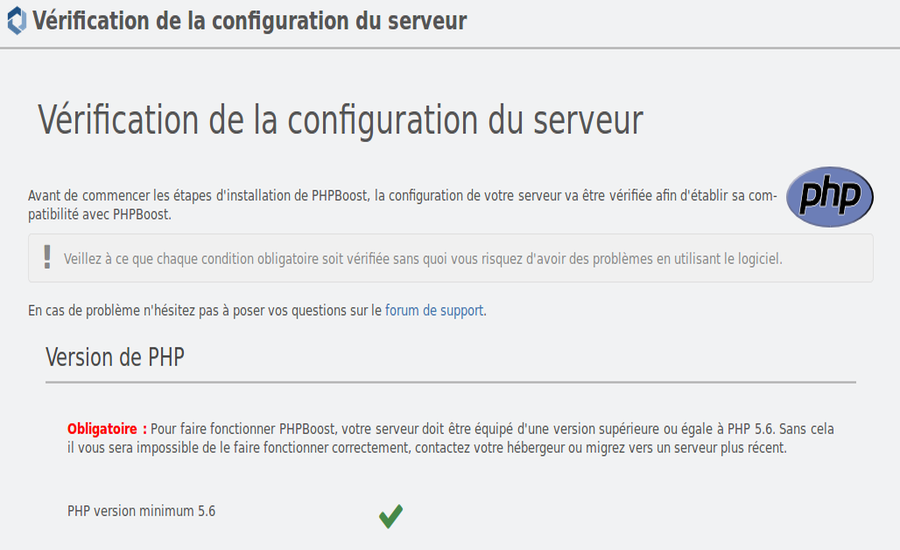 Vérification de la configuration du serveur
Vérification de la configuration du serveur
Avant de commencer les étapes d'installation de PHPBoost, la configuration de votre serveur va être vérifiée afin d'établir sa com-
patibilité avec PHPBoost.
php
! Veillez à ce que chaque condition obligatoire soit vérifiée sans quoi vous risquez d'avoir des problèmes en utilisant le logiciel.
En cas de problème n'hésitez pas à poser vos questions sur le forum de support.
Version de PHP
Obligatoire : Pour faire fonctionner PHPBoost, votre serveur doit être équipé d'une version supérieure ou égale à PHP 5.6. Sans cela
il vous sera impossible de le faire fonctionner correctement, contactez votre hébergeur ou migrez vers un serveur plus récent.
PHP version minimum 5.6